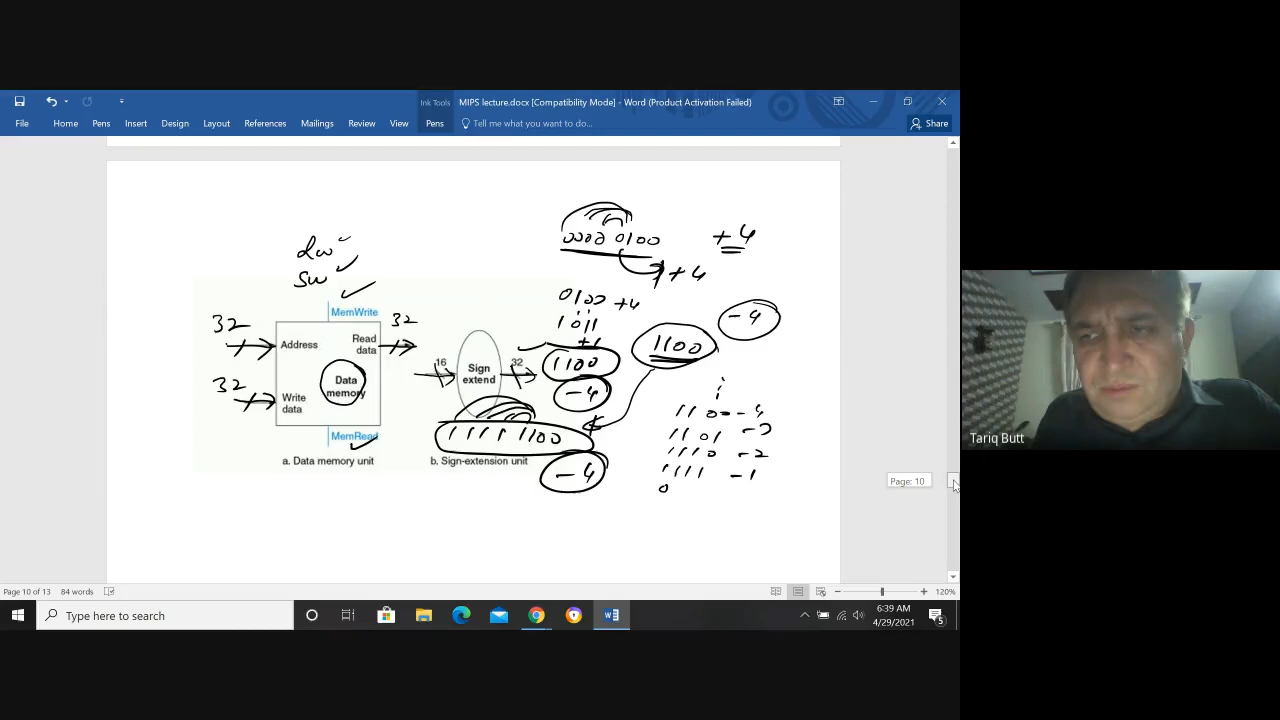 Ink Tools
MIPS lecture.docx [Compatibility Mode] - Word (Product Activation Failed)
File Home Pens Insert Design Layout References Mailings Review View Pens Tell me what you want to do... Share
0000 0100
+4
+4
lw
sw
0100 +4
1011
+1
1100
-4
1100
-4
MemWrite
32
32
Address
Read data
32
Write data
Data memory
MemRead
16
Sign extend
32
1111 1100
-4
1100 -4
1101 -3
1110 -2
1111 -1
0
a. Data memory unit
b. Sign-extension unit
Tariq Butt
Page: 10
Page 10 of 13 84 words
120%
Type here to search
6:39 AM
4/29/2021
5